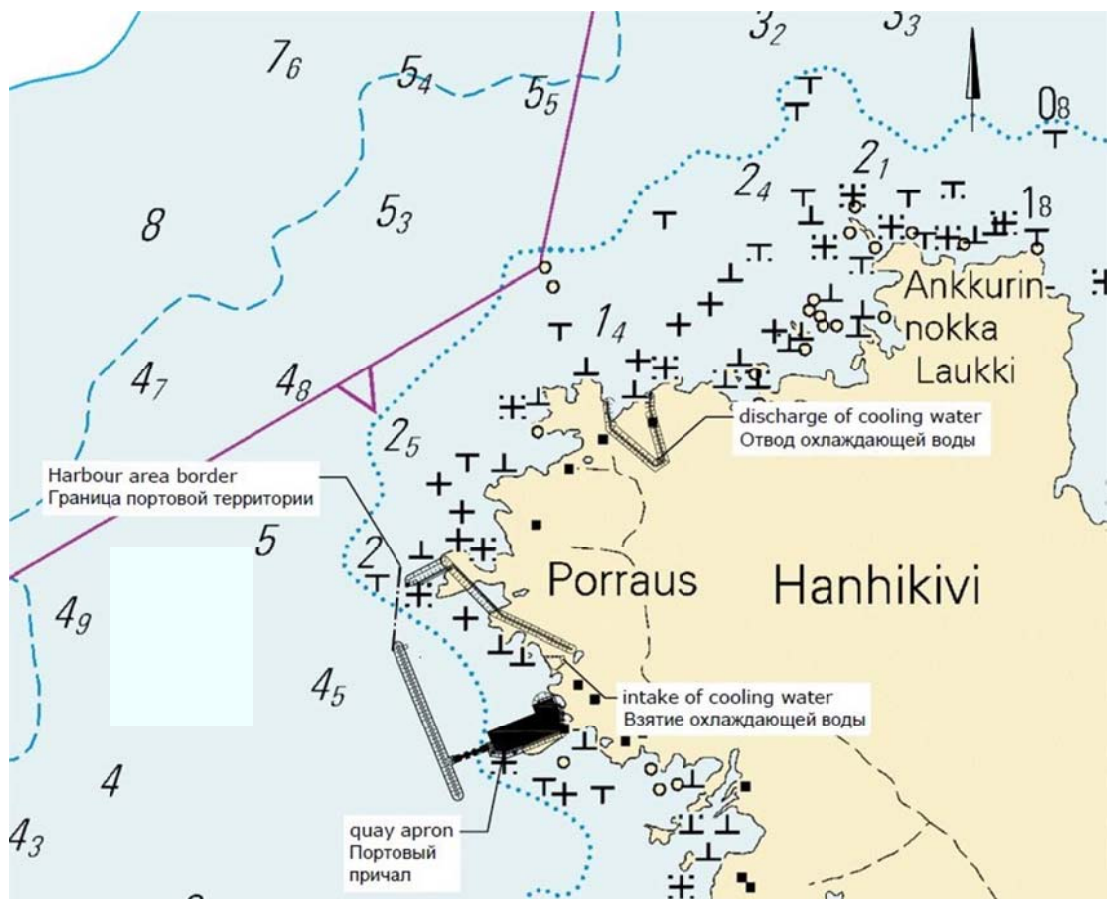 3₂
3₃
7₆
5₄
5₅
0₈
2₁
2₄
1₈
5₃
8
Ankkurin-
nokka
Laukki
1₄
4₇
4₈
discharge of cooling water
Отвод охлаждающей воды
2₅
Harbour area border
Граница портовой территории
5
2
Porraus
Hanhikivi
4₉
4₅
intake of cooling water
Взятие охлаждающей воды
4
4₃
quay apron
Портовый
причал